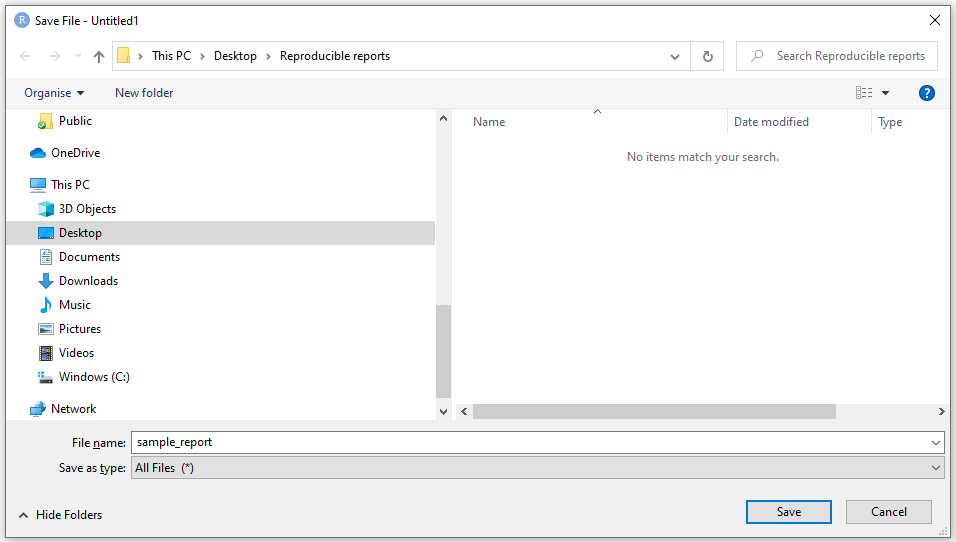 R Save File - Untitled1
This PC Desktop Reproducible reports Search Reproducible reports
Organise New folder ?
Public
OneDrive
This PC
3D Objects
Desktop
Documents
Downloads
Music
Pictures
Videos
Windows (C:)
Network
Name Date modified Type
No items match your search.
File name: sample_report
Save as type: All Files (*)
Hide Folders Save Cancel